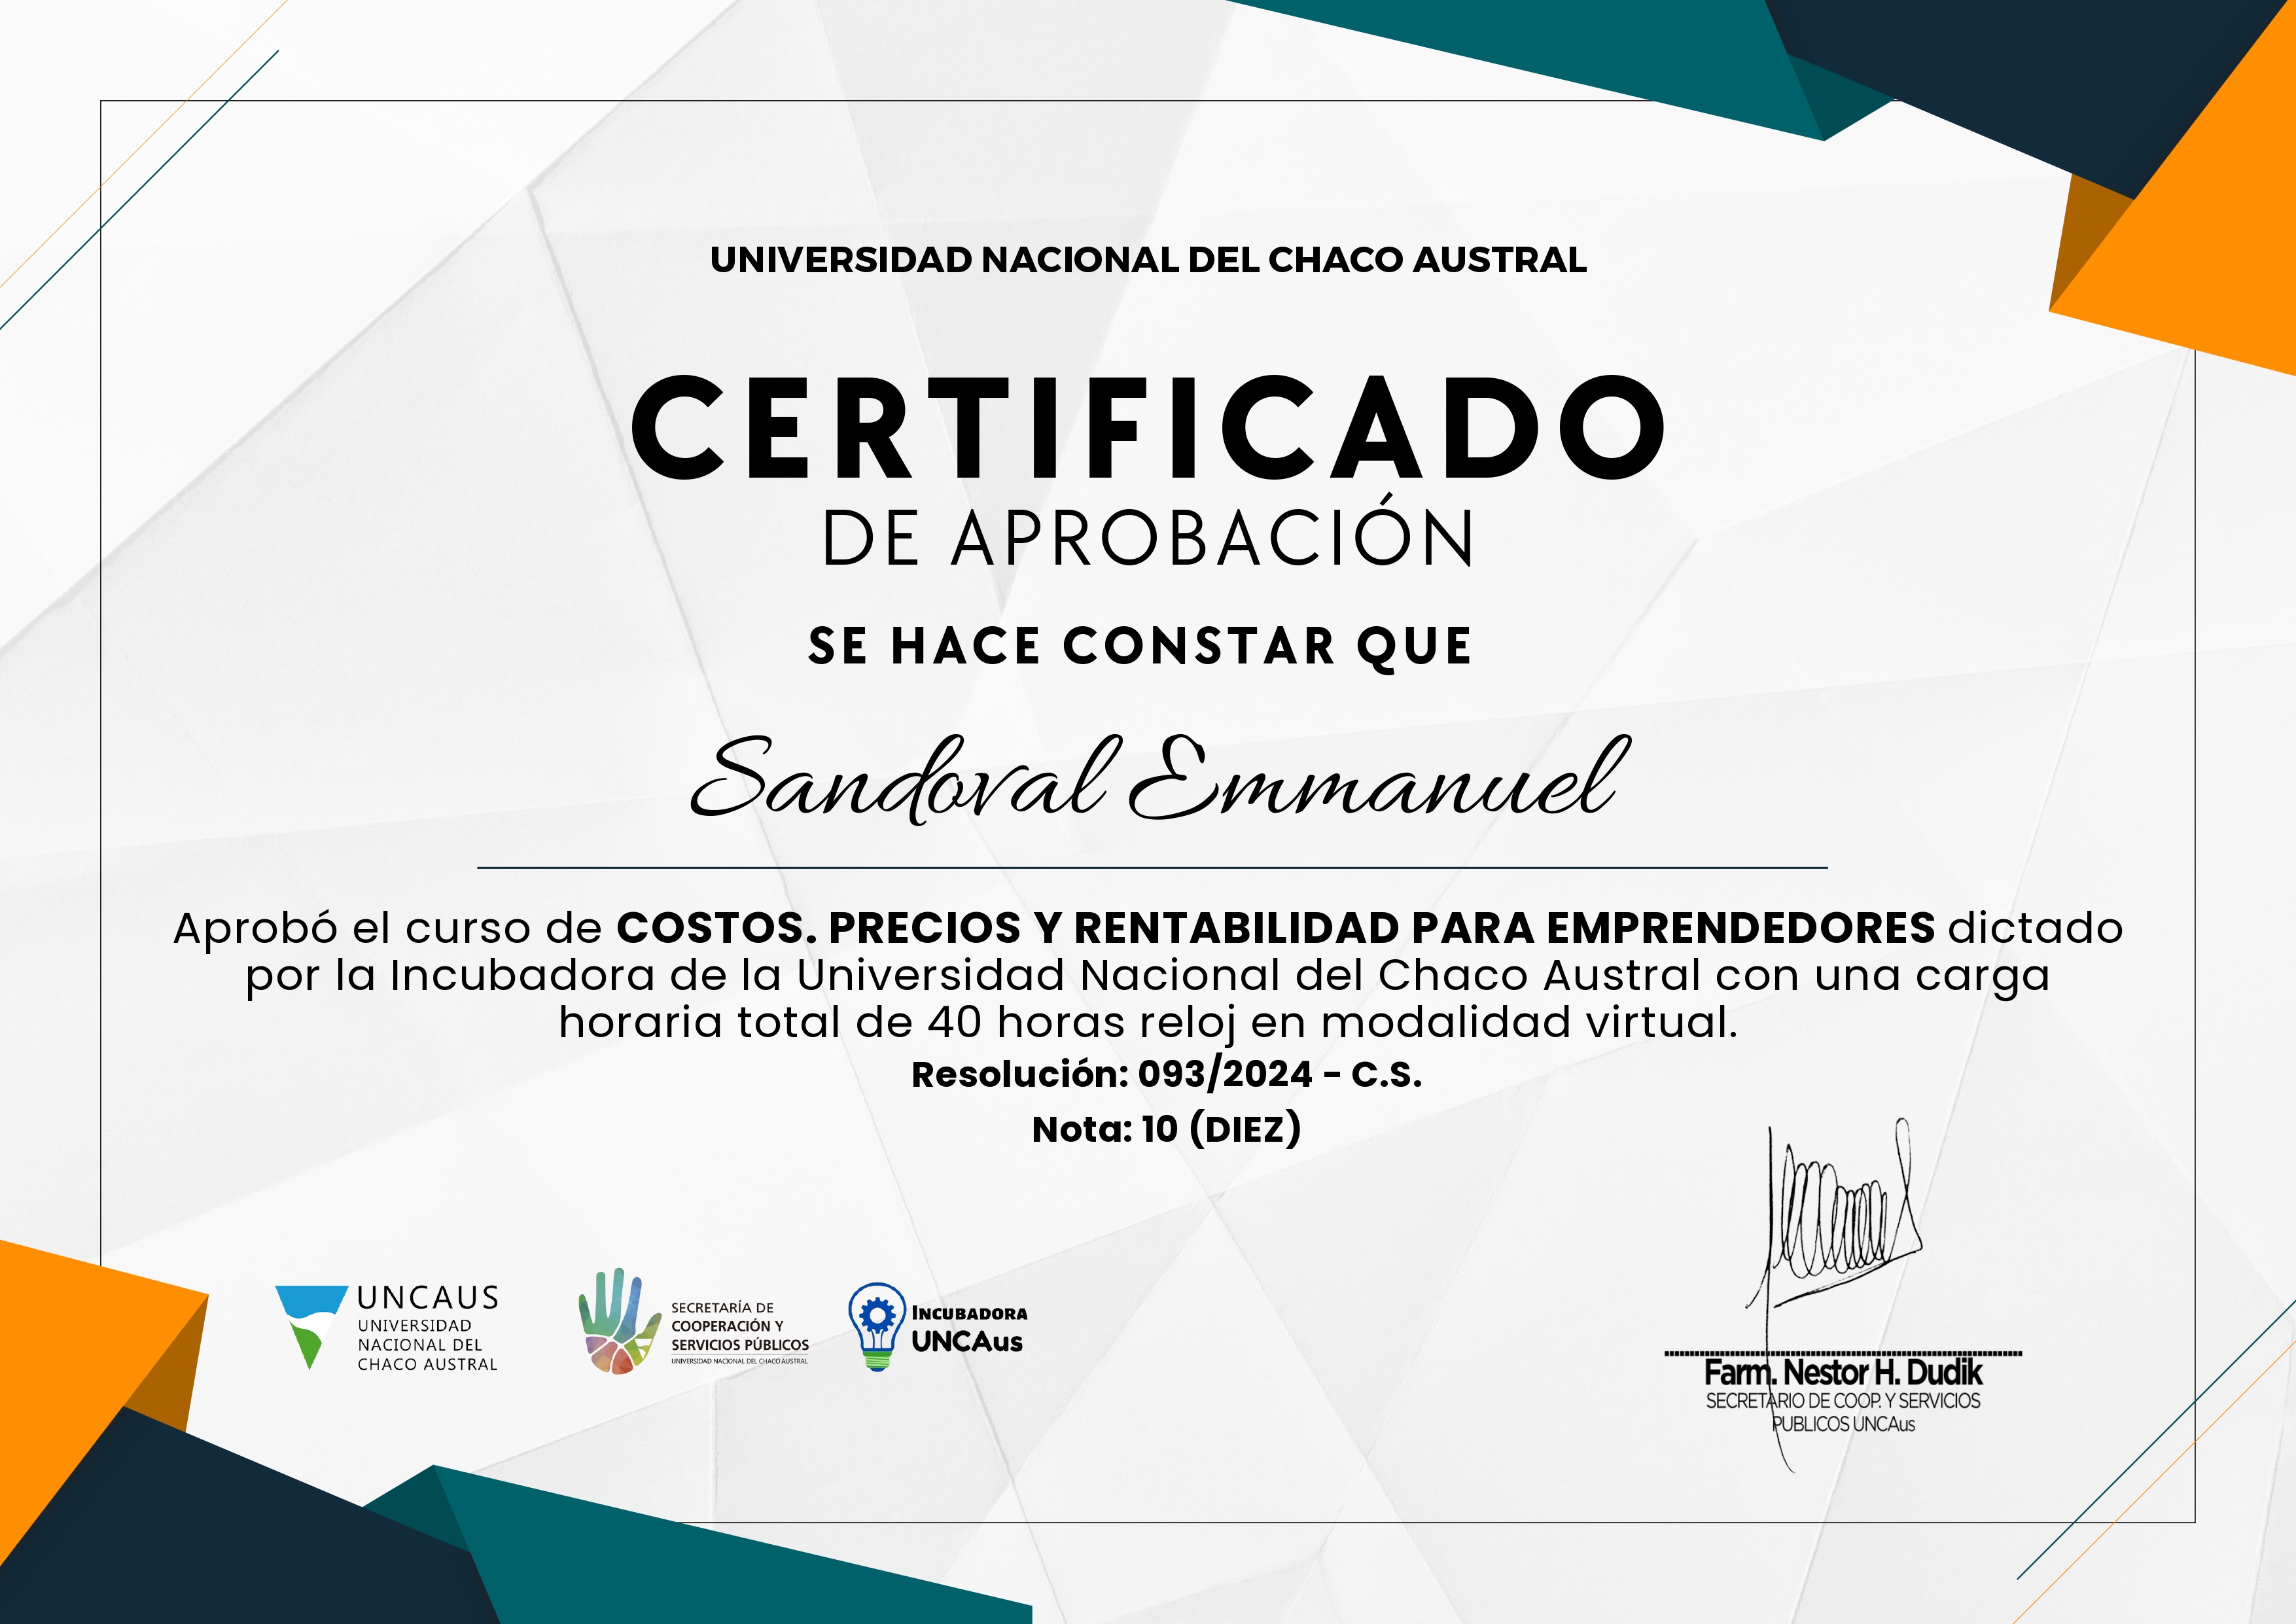 UNIVERSIDAD NACIONAL DEL CHACO AUSTRAL
CERTIFICADO
DE APROBACIÓN
SE HACE CONSTAR QUE
Sandoval Emmanuel
Aprobó el curso de COSTOS. PRECIOS Y RENTABILIDAD PARA EMPRENDEDORES dictado
por la Incubadora de la Universidad Nacional del Chaco Austral con una carga
horaria total de 40 horas reloj en modalidad virtual.
Resolución: 093/2024 - C.S.
Nota: 10 (DIEZ)
UNCAUS
UNIVERSIDAD
NACIONAL DEL
CHACO AUSTRAL
SECRETARÍA DE
COOPERACIÓN Y
SERVICIOS PÚBLICOS
UNIVERSIDAD NACIONAL DEL CHACO AUSTRAL
INCUBADORA
UNCAus
Farm. Nestor H. Dudik
SECRETARIO DE COOP. Y SERVICIOS
PUBLICOS UNCAus